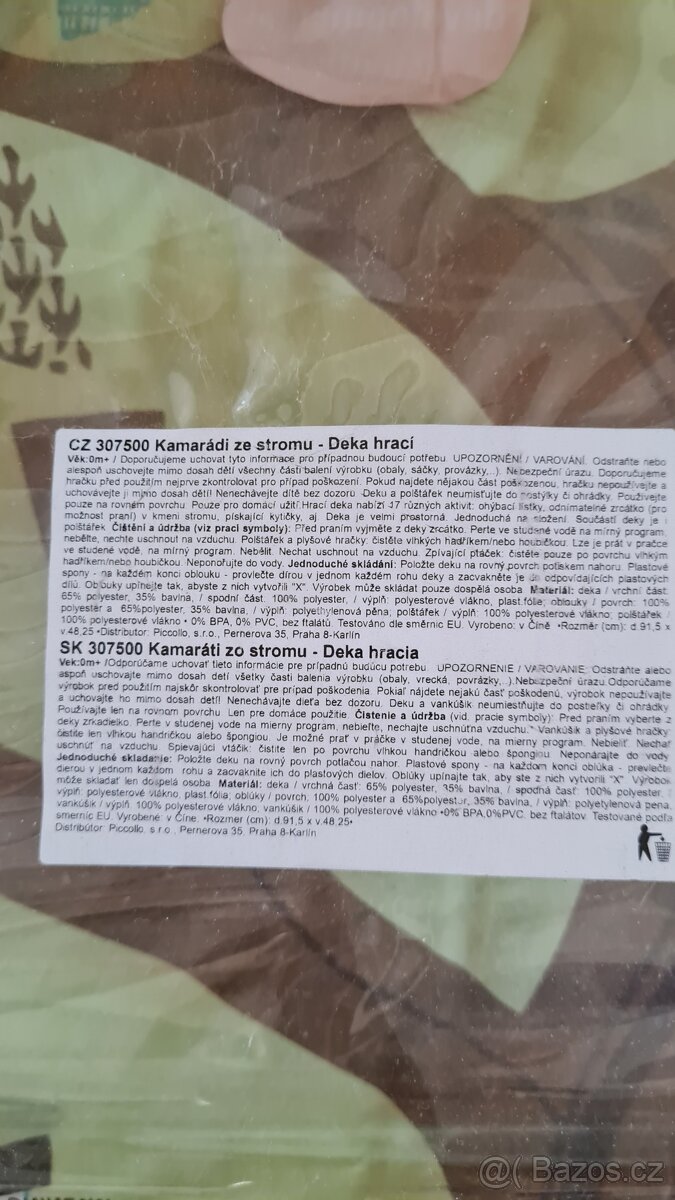 CZ 307500 Kamarádi ze stromu - Deka hrací
Věk:0m+ / Doporučujeme uchovat tyto informace pro případnou budoucí potřebu. UPOZORNĚNÍ / VAROVÁNÍ. Odstraňte nebo
alespoň uschovejte mimo dosah dětí všechny části balení výrobku (obaly, sáčky, provázky,..). Nebezpeční úrazu. Doporučujeme
hračku před použitím nejprve zkontrolovat pro případ poškození. Pokud najdete nějakou část poškozenou, hračku nepoužívejte a
uchovávejte ji mimo dosah dětí! Nenechávejte dítě bez dozoru. Deku a polštářek neumisťujte do postýlky či ohrádky. Používejte
pouze na rovném povrchu. Pouze pro domácí užití. Hrací deka nabízí 17 různých aktivit: ohýbací lístky, odnímatelné zrcátko (pro
možnost praní) v kmeni stromu, pískající kytičky, aj. Deka je velmi prostorná. Jednoduchá na složení. Součástí deky je i
polštářek. Čištění a údržba (viz prací symboly): Před praním vyjměte z deky zrcátko. Perte ve studené vodě na mírný program,
nebělte, nechte uschnout na vzduchu. Polštářek a plyšové hračky: čistěte vlhkých hadříkem/nebo houbičkou. Lze je prát v pračce
ve studené vodě, na mírný program. Nebělit. Nechat uschnout na vzduchu. Zpívající ptáček: čistěte pouze po povrchu vlhkým
hadříkem/nebo houbičkou. Neponořujte do vody. Jednoduché skládání: Položte deku na rovný povrch potiskem nahoru. Plastové
spony - na každém konci oblouku - provlečte dírou v jednom každém rohu deky a zacvakněte je do odpovídajících plastových
dílů. Oblouky upínejte tak, abyste z nich vytvořili "X". Výrobek může skládat pouze dospělá osoba. Materiál: deka / vrchní část:
65% polyester, 35% bavlna, / spodní část: 100% polyester, / výplň: polyesterové vlákno, plast.fólie; oblouky / povrch: 100%
polyester a 65%polyester, 35% bavlna, / výplň: polyethylenová pěna; polštářek / výplň: 100% polyesterové vlákno, polštářek /
100% polyesterové vlákno • 0% BPA, 0% PVC, bez ftalátů. Testováno dle směrnic EU. Vyrobeno: v Číně •Rozměr (cm): d.91,5 x
v.48,25 •Distributor: Piccollo, s.r.o., Pernerova 35, Praha 8-Karlín
SK 307500 Kamaráti zo stromu - Deka hracia
Vek:0m+ /Odporúčame uchovať tieto informácie pre prípadnú budúcu potrebu. UPOZORNENIE / VAROVANIE. Odstráňte alebo
aspoň uschovajte mimo dosahu detí všetky časti balenia výrobku (obaly, vrecká, povrázky,..).Nebezpeční úrazu Odporúčame
výrobok pred použitím najskôr skontrolovať pre prípad poškodenia. Pokiaľ nájdete nejakú časť poškodenú, výrobok nepoužívajte
a uchovajte ho mimo dosah detí! Nenechávajte dieťa bez dozoru. Deku a vankúšik neumiestňujte do postieľky či ohrádky.
Používajte len na rovnom povrchu. Len pre domáce použitie Čistenie a údržba (vid. pracie symboly): Pred praním vyberte z
deky zrkadielko. Perte v studenej vode na mierny program, nebieľte, nechajte uschnúťna vzduchu." Vankúšik a plyšové hračky
čistite len vlhkou handričkou alebo špongiou. Je možné prať v práčke v studenej vode, na mierny program. Nebieliť. Nechať
uschnúť na vzduchu Spievajúci vtáčik: čistite len po povrchu vlhkou handričkou alebo špongiou. Neponárajte do vody.
Jednoduché skladanie: Položte deku na rovný povrch potlačou nahor. Plastové spony - na každom konci oblúka - prevlečte
dierou v jednom každom rohu a zacvaknite ich do plastových dielov. Oblúky upínajte tak, aby ste z nich vytvorili "X". Výrobok
môže skladať len dospelá osoba Materiál: deka / vrchná časť: 65% polyester, 35% bavlna, / spodná časť: 100% polyester, /
výplň: polyesterové vlákno, plast.fólia, oblúky / povrch: 100% polyester a 65%polyester, 35% bavlna, / výplň: polyetylenová pena,
vankúšik / výplň: 100% polyesterové vlákno, vankúšik / 100% polyesterové vlákno •0% BPA,0%PVC. bez ftalátov. Testované podľa
smerníc EU. Vyrobené: v Číne. •Rozmer (cm): d.91,5 x v.48,25•
Distribútor: Piccollo, s.r.o., Pernerova 35, Praha 8-Karlín
@( Bazos.cz